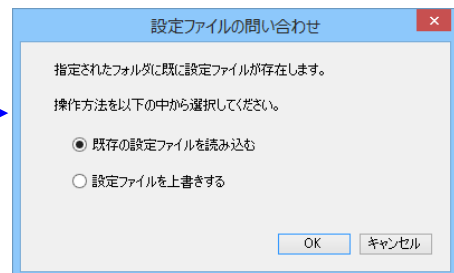 設定ファイルの問い合わせ
指定されたフォルダに既に設定ファイルが存在します。
操作方法を以下の中から選択してください。
既存の設定ファイルを読み込む
設定ファイルを上書きする
OK キャンセル